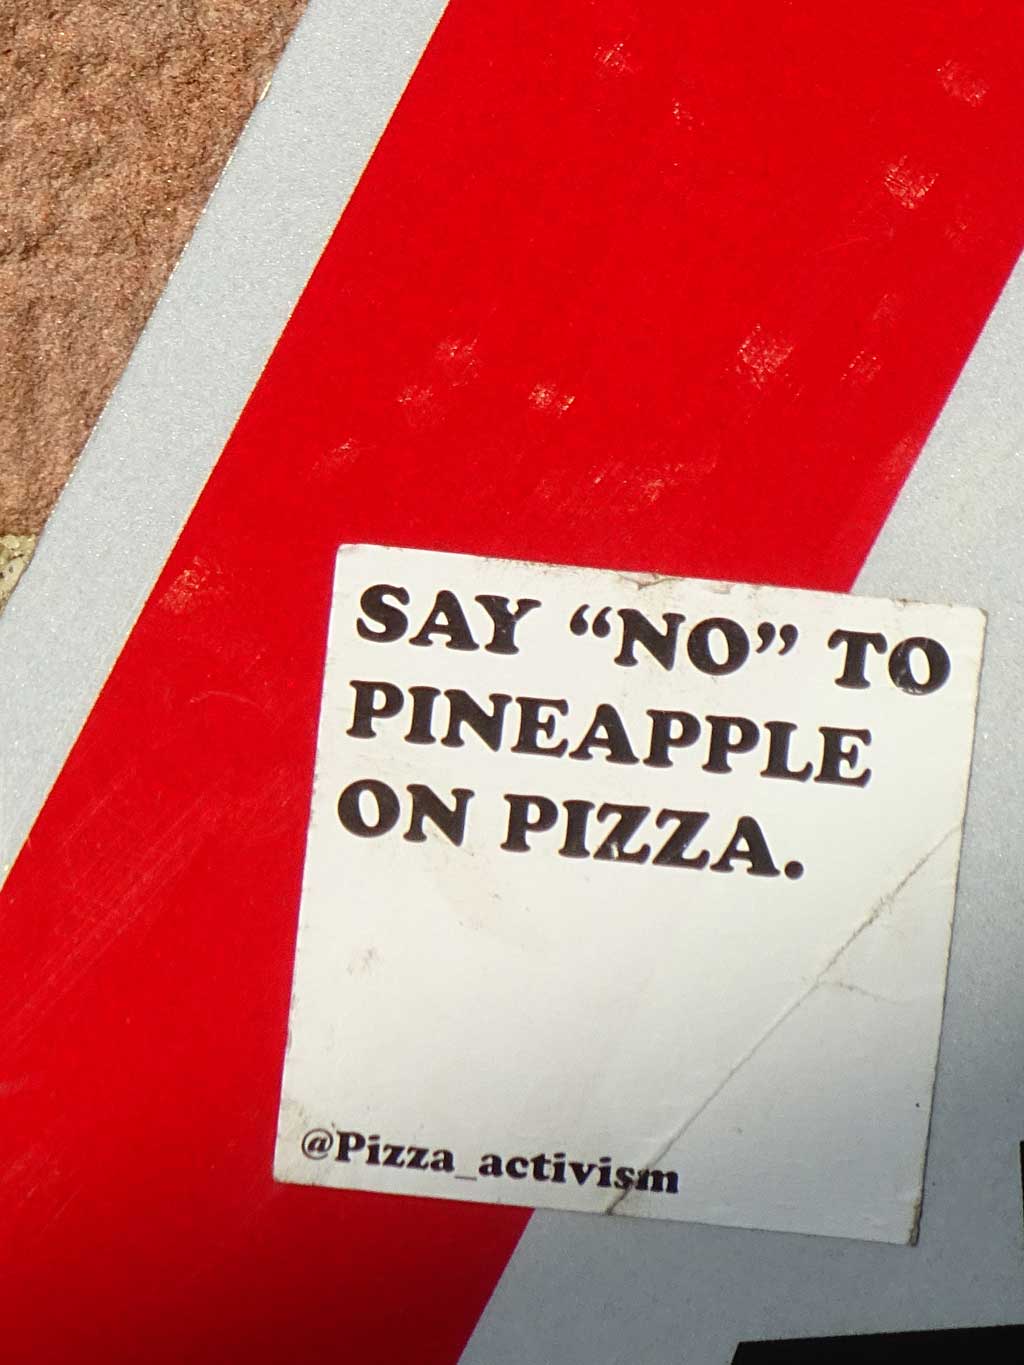 SAY “NO” TO
PINEAPPLE
ON PIZZA.
@Pizza_activism